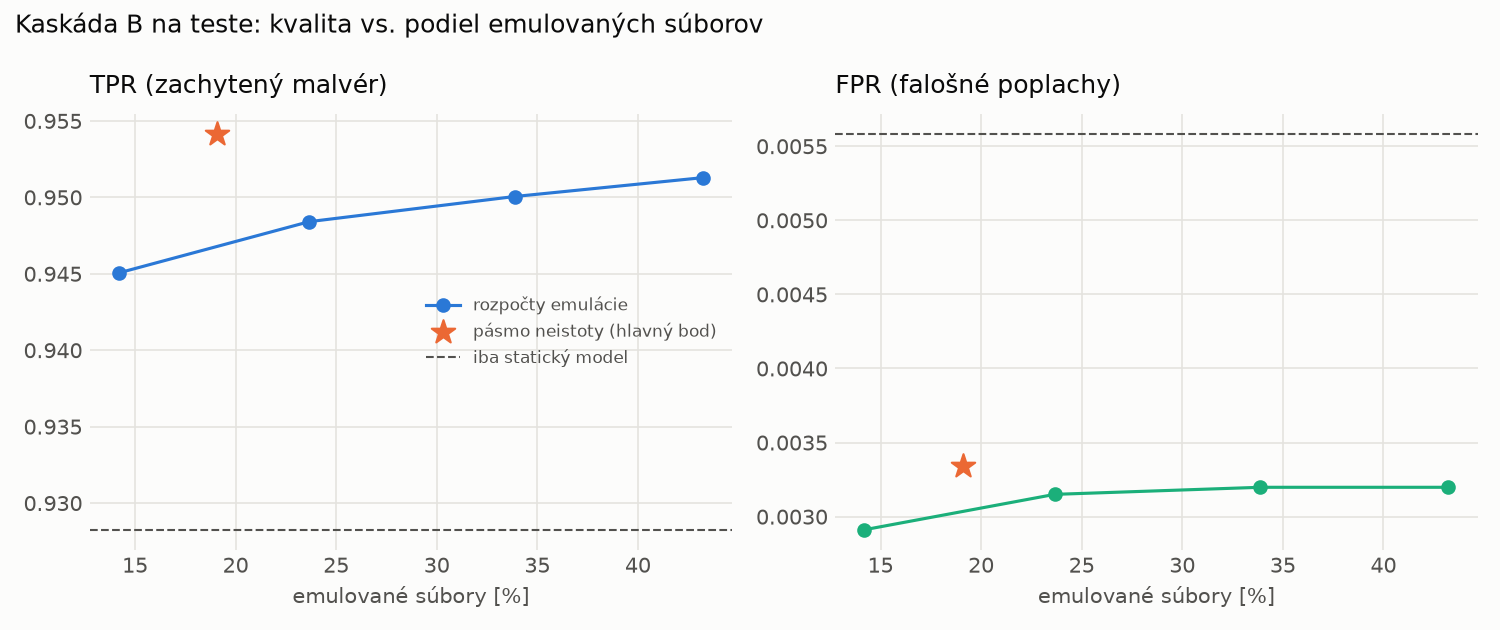 Kaskáda B na teste: kvalita vs. podiel emulovaných súborov
TPR (zachytený malvér)
0.955
0.950
0.945
0.940
0.935
0.930
rozpočty emulácie
pásmo neistoty (hlavný bod)
iba statický model
15 20 25 30 35 40
emulované súbory [%]
FPR (falošné poplachy)
0.0055
0.0050
0.0045
0.0040
0.0035
0.0030
15 20 25 30 35 40
emulované súbory [%]